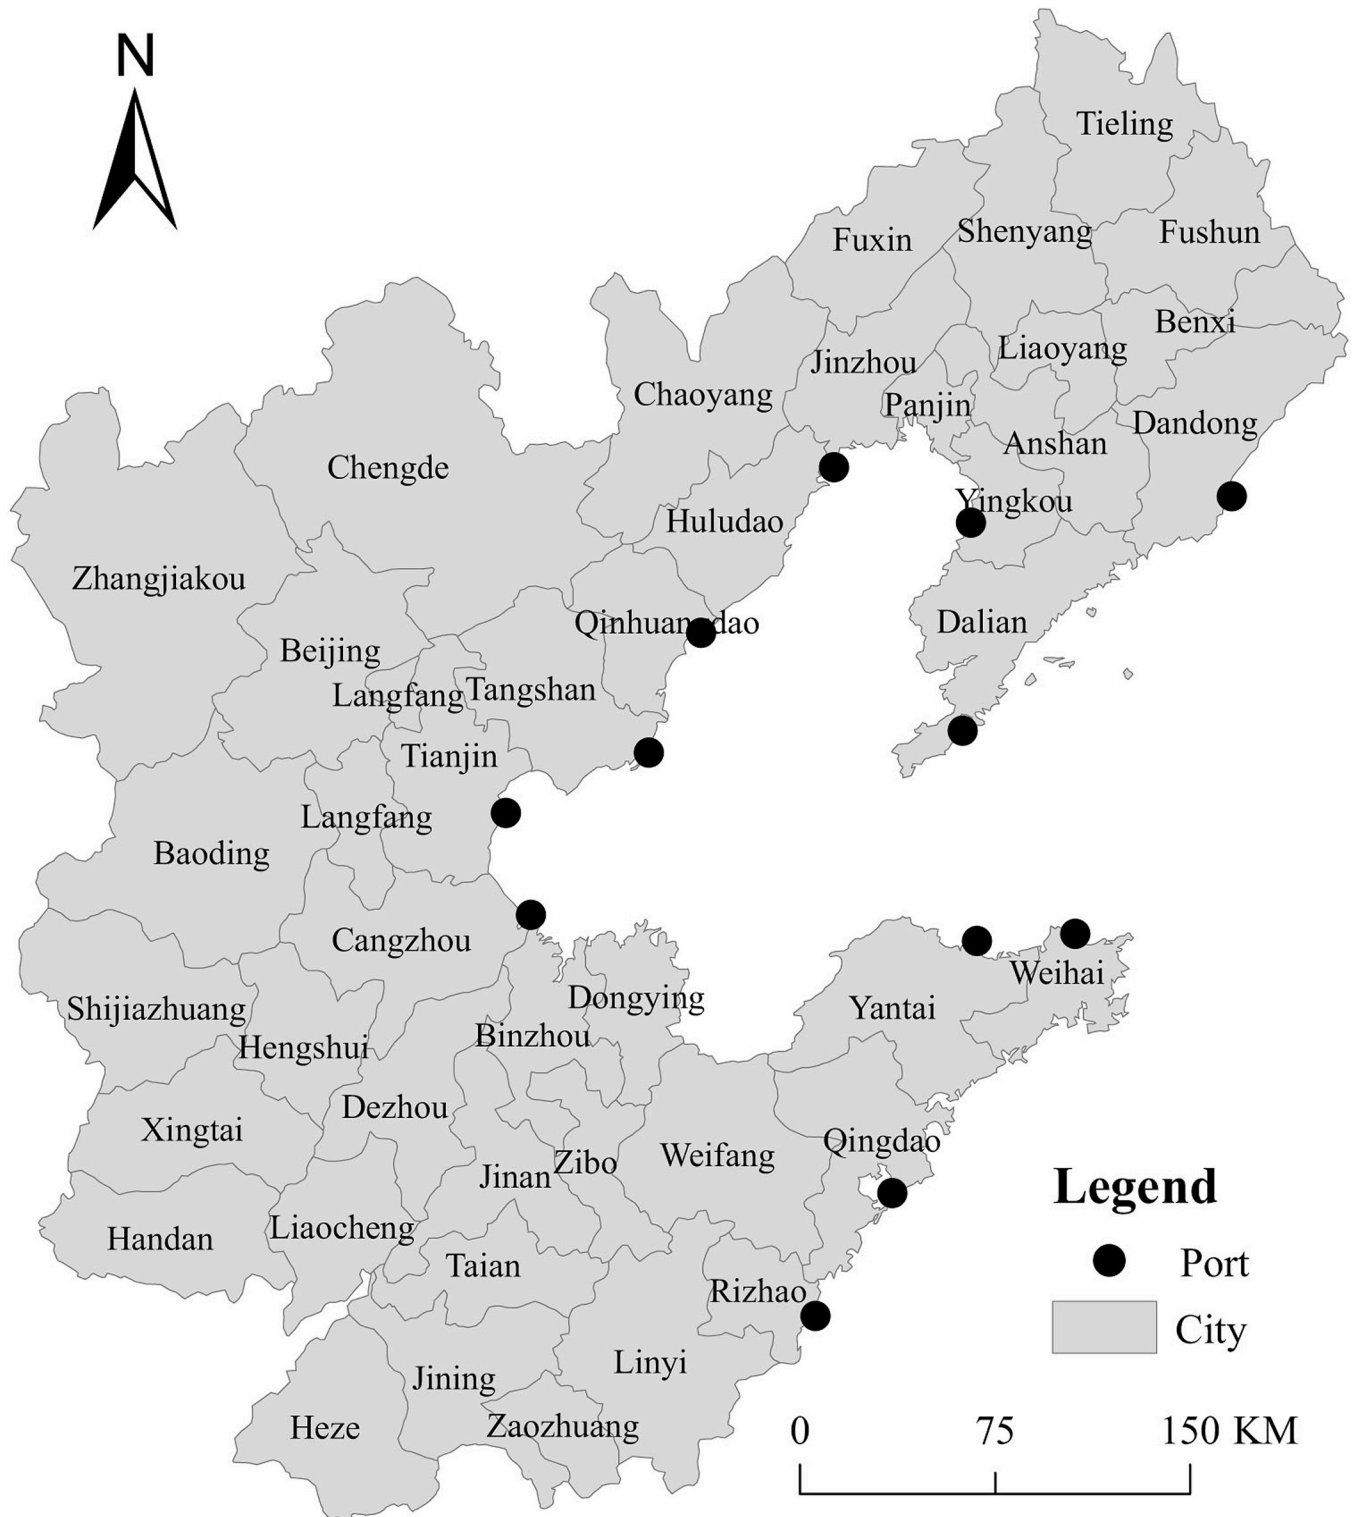 N
Tieling
Fuxin
Shenyang
Fushun
Benxi
Jinzhou
Liaoyang
Chaoyang
Panjin
Dandong
Anshan
Chengde
Yingkou
Huludao
Zhangjiakou
Qinhuangdao
Dalian
Beijing
Langfang
Tangshan
Tianjin
Langfang
Baoding
Cangzhou
Weihai
Dongying
Yantai
Shijiazhuang
Binzhou
Hengshui
Dezhou
Xingtai
Qingdao
Weifang
Zibo
Jinan
Liaocheng
Handan
Taian
Rizhao
Linyi
Jining
Zaozhuang
Heze
Legend
Port
City
0 75 150 KM